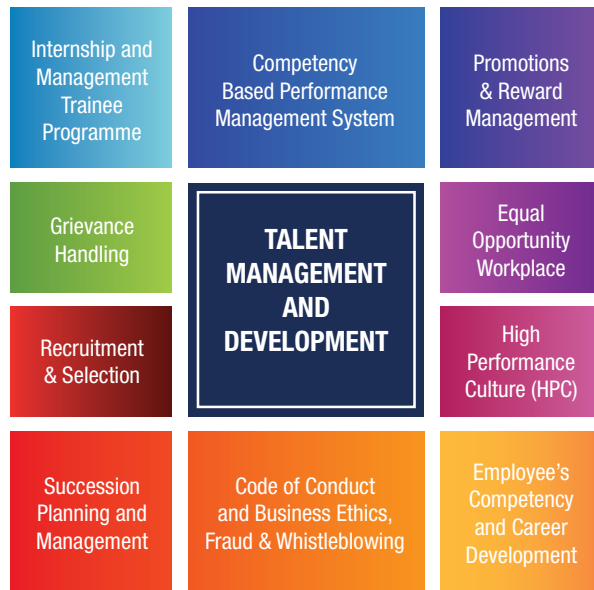 Internship and
Management
Trainee
Programme
Competency
Based Performance
Management System
Promotions
& Reward
Management
Grievance
Handling
TALENT
MANAGEMENT
AND
DEVELOPMENT
Equal
Opportunity
Workplace
Recruitment
& Selection
High
Performance
Culture (HPC)
Succession
Planning and
Management
Code of Conduct
and Business Ethics,
Fraud & Whistleblowing
Employee's
Competency
and Career
Development